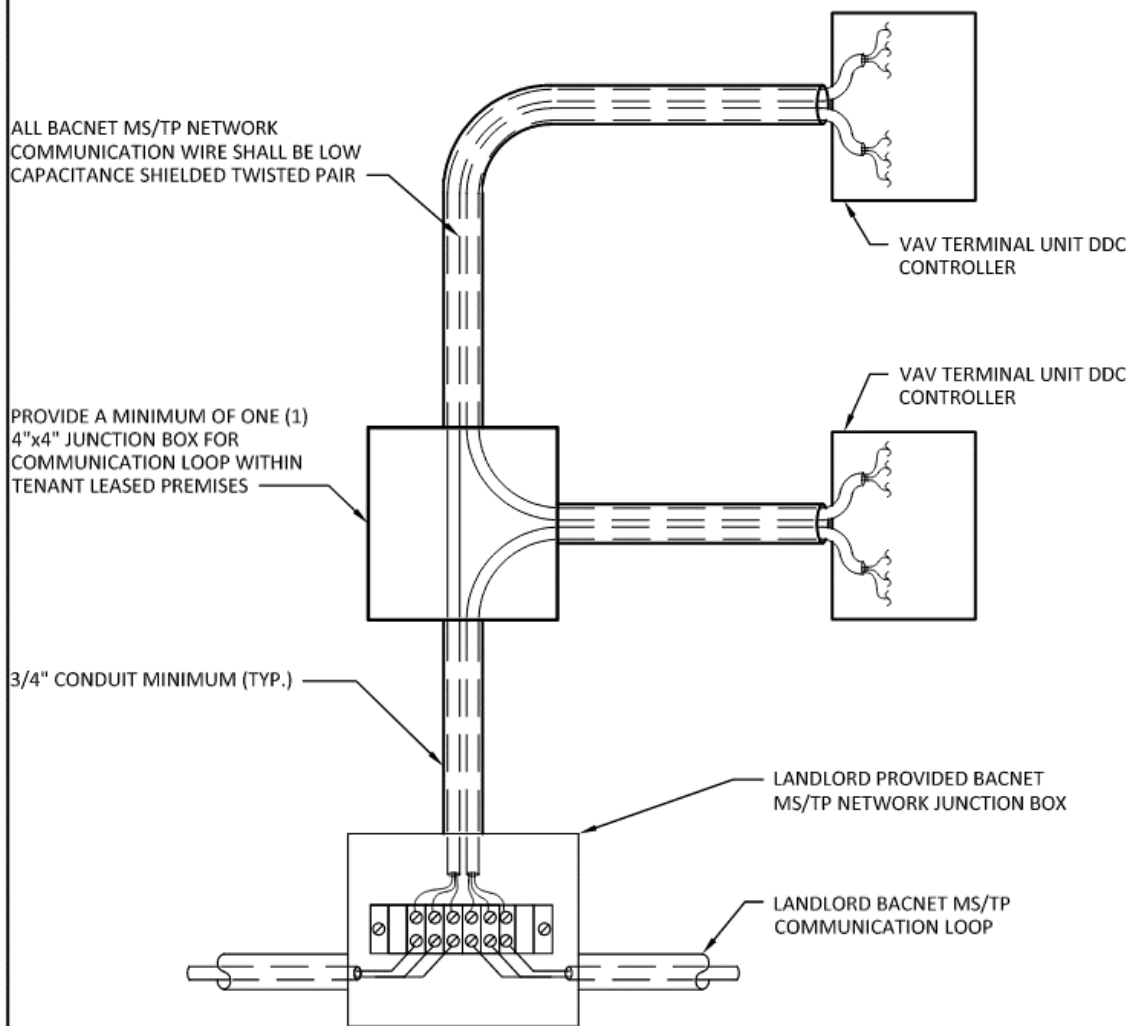 ALL BACNET MS/TP NETWORK
COMMUNICATION WIRE SHALL BE LOW
CAPACITANCE SHIELDED TWISTED PAIR
VAV TERMINAL UNIT DDC
CONTROLLER
VAV TERMINAL UNIT DDC
CONTROLLER
PROVIDE A MINIMUM OF ONE (1)
4"x4" JUNCTION BOX FOR
COMMUNICATION LOOP WITHIN
TENANT LEASED PREMISES
3/4" CONDUIT MINIMUM (TYP.)
LANDLORD PROVIDED BACNET
MS/TP NETWORK JUNCTION BOX
LANDLORD BACNET MS/TP
COMMUNICATION LOOP